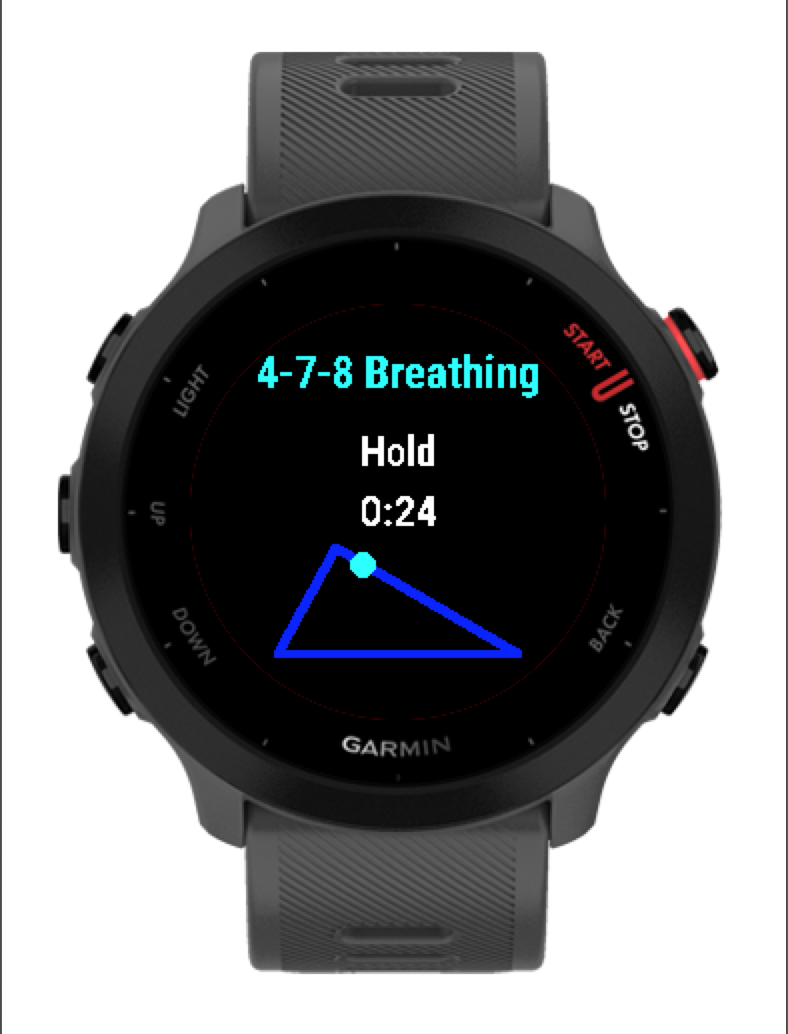 START
STOP
LIGHT
4-7-8 Breathing
Hold
0:24
UP
DOWN
BACK
GARMIN